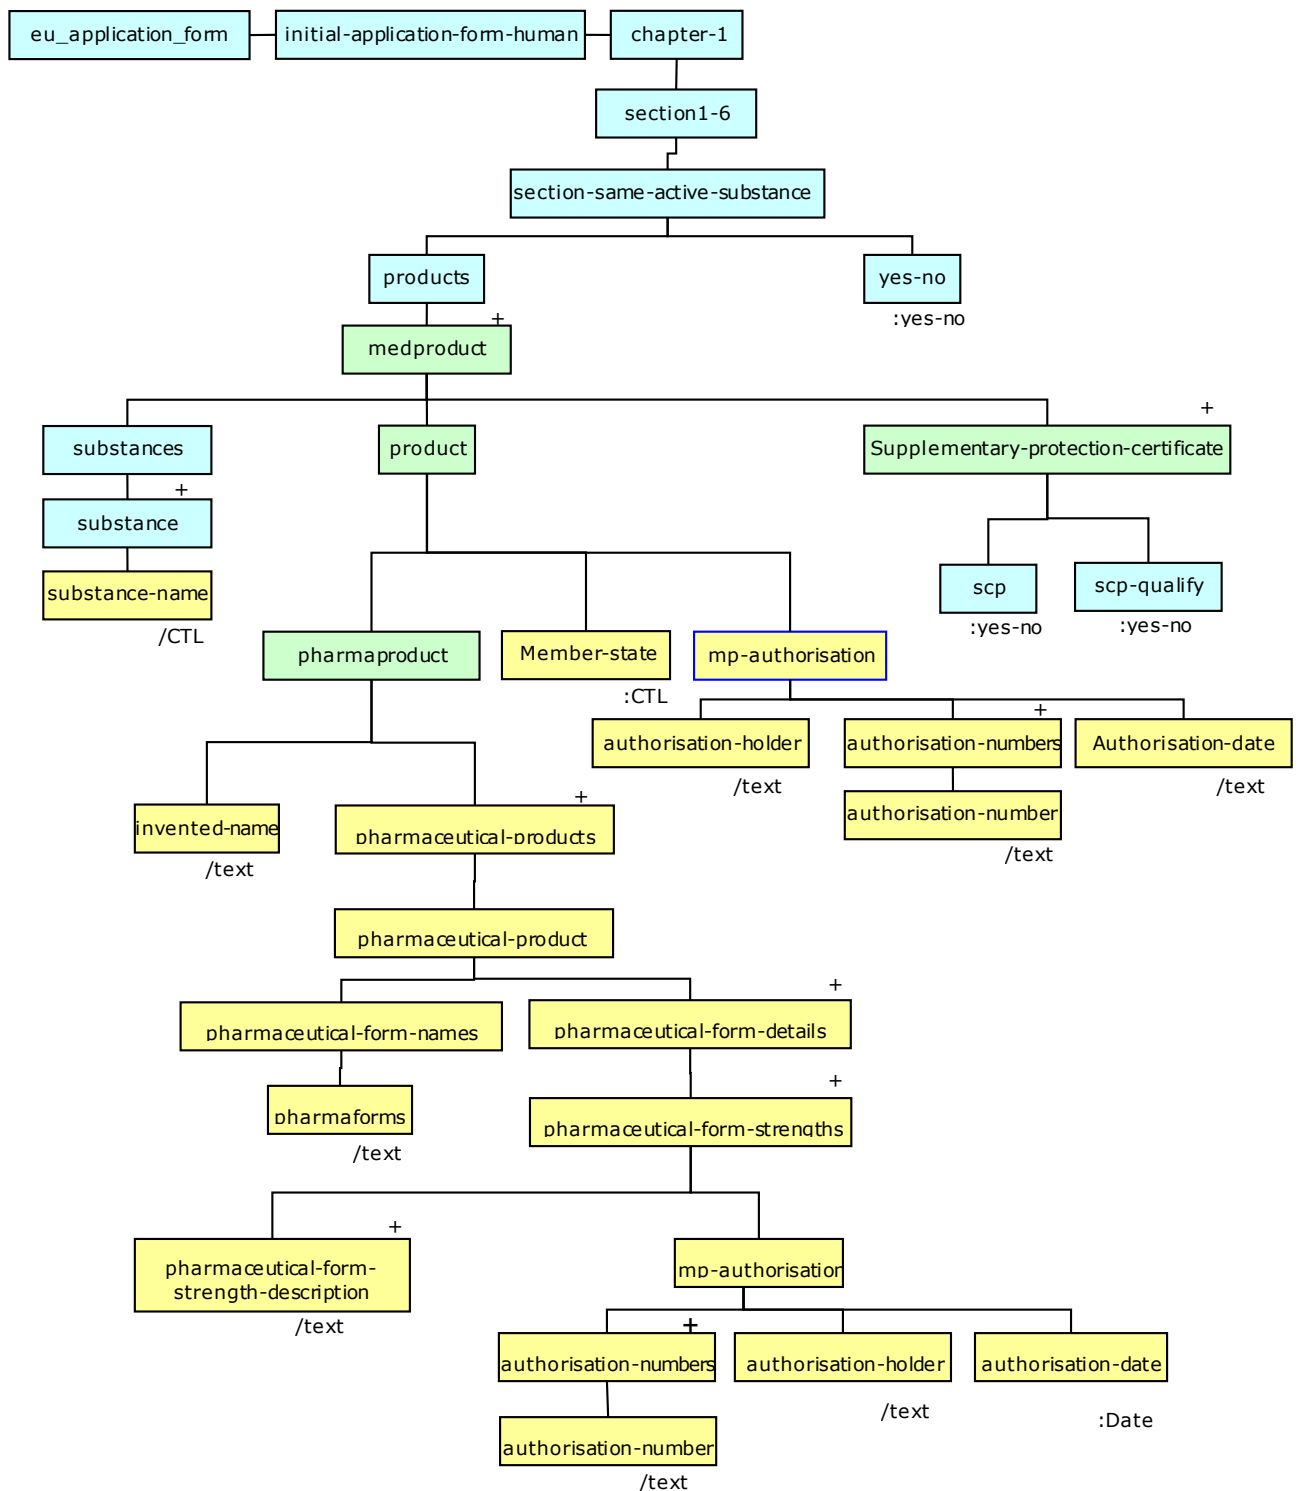 eu_application_form
initial-application-form-human
chapter-1
section1-6
section-same-active-substance
products
yes-no
:yes-no
+
medproduct
+
substances
product
Supplementary-protection-certificate
+
substance
substance-name
/CTL
scp
scp-qualify
:yes-no
:yes-no
pharmaproduct
Member-state
mp-authorisation
:CTL
+
authorisation-holder
authorisation-numbers
Authorisation-date
/text
/text
+
invented-name
pharmaceutical-products
authorisation-number
/text
/text
pharmaceutical-product
+
pharmaceutical-form-names
pharmaceutical-form-details
+
pharmaforms
pharmaceutical-form-strengths
/text
+
pharmaceutical-form-
strength-description
mp-authorisation
/text
+
authorisation-numbers
authorisation-holder
authorisation-date
/text
:Date
authorisation-number
/text